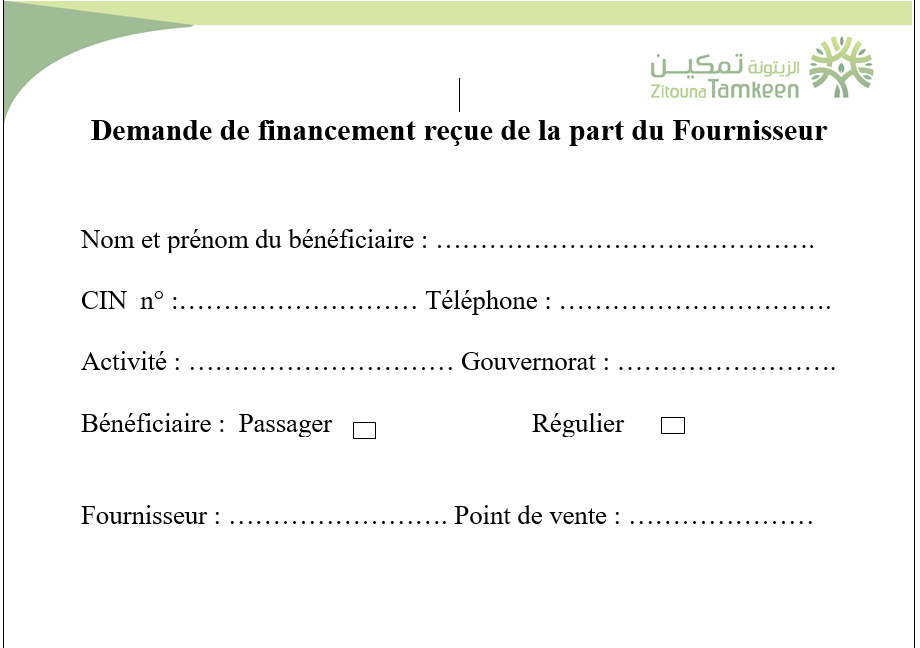 الزيتونة تمكيـــن
Zitouna Tamkeen
Demande de financement reçue de la part du Fournisseur
Nom et prénom du bénéficiaire : …………………………………….
CIN  n° :……………………… Téléphone : ………………………….
Activité : ………………………… Gouvernorat : …………………….
Bénéficiaire :  Passager Régulier
Fournisseur : ……………………. Point de vente : …………………